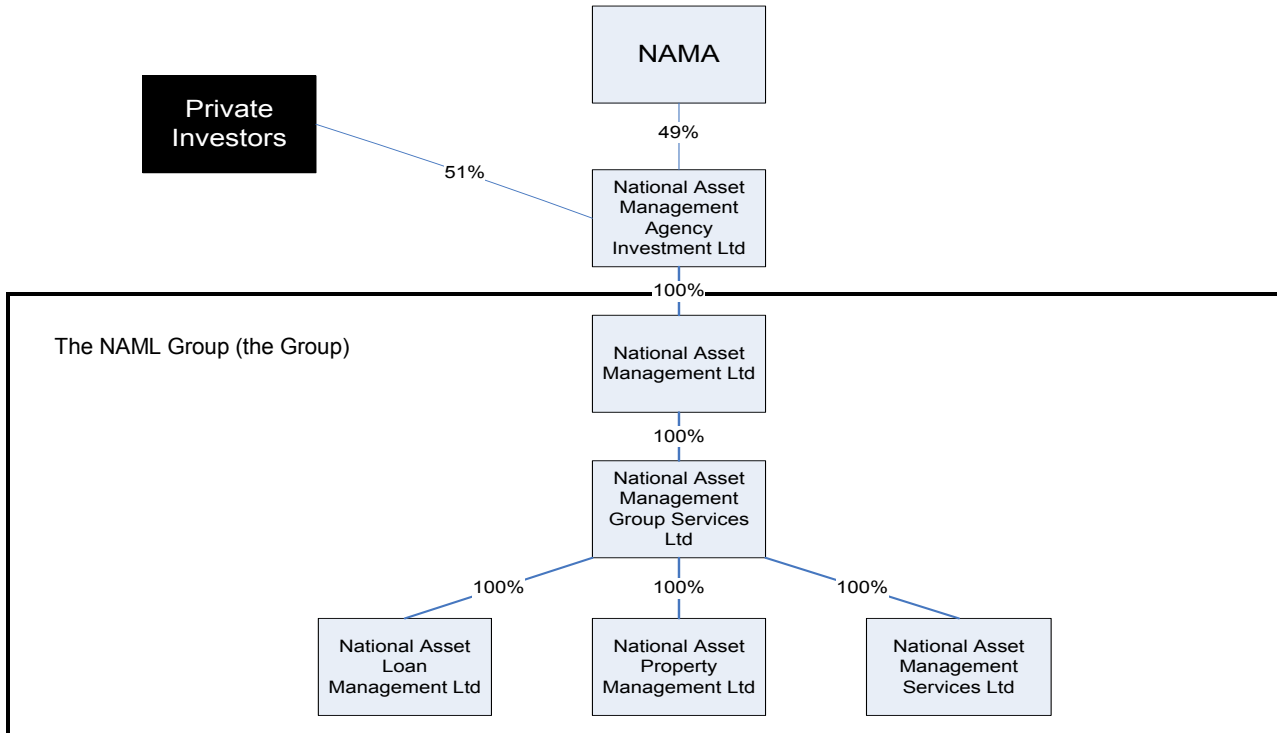 NAMA
Private
Investors
49%
51%
National Asset
Management
Agency
Investment Ltd
100%
The NAML Group (the Group)
National Asset
Management Ltd
100%
National Asset
Management
Group Services
Ltd
100%
100%
100%
National Asset
Loan
Management Ltd
National Asset
Property
Management Ltd
National Asset
Management
Services Ltd